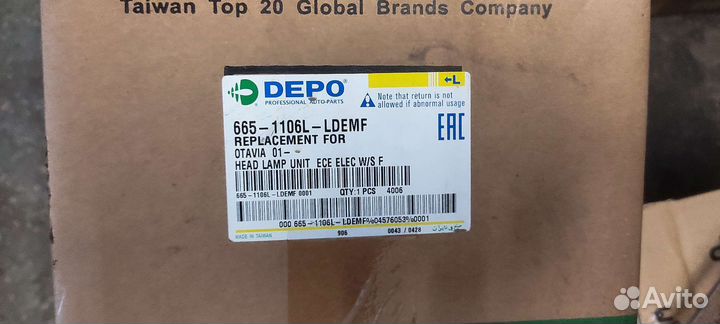 Taiwan Top 20 Global Brands Company
DEPO®
PROFESSIONAL AUTO-PARTS
←L
Note that return is not
allowed if abnormal usage
665-1106L-LDEMF
REPLACEMENT FOR
OTAVIA 01-
HEAD LAMP UNIT ECE ELEC W/S F
EAC
665-1106L-LDEMF 0001
QTY:1 PCS 4006
000 665-1106L-LDEMF%04576053%0001
MADE IN TAIWAN
906
0043 / 0428
Avito